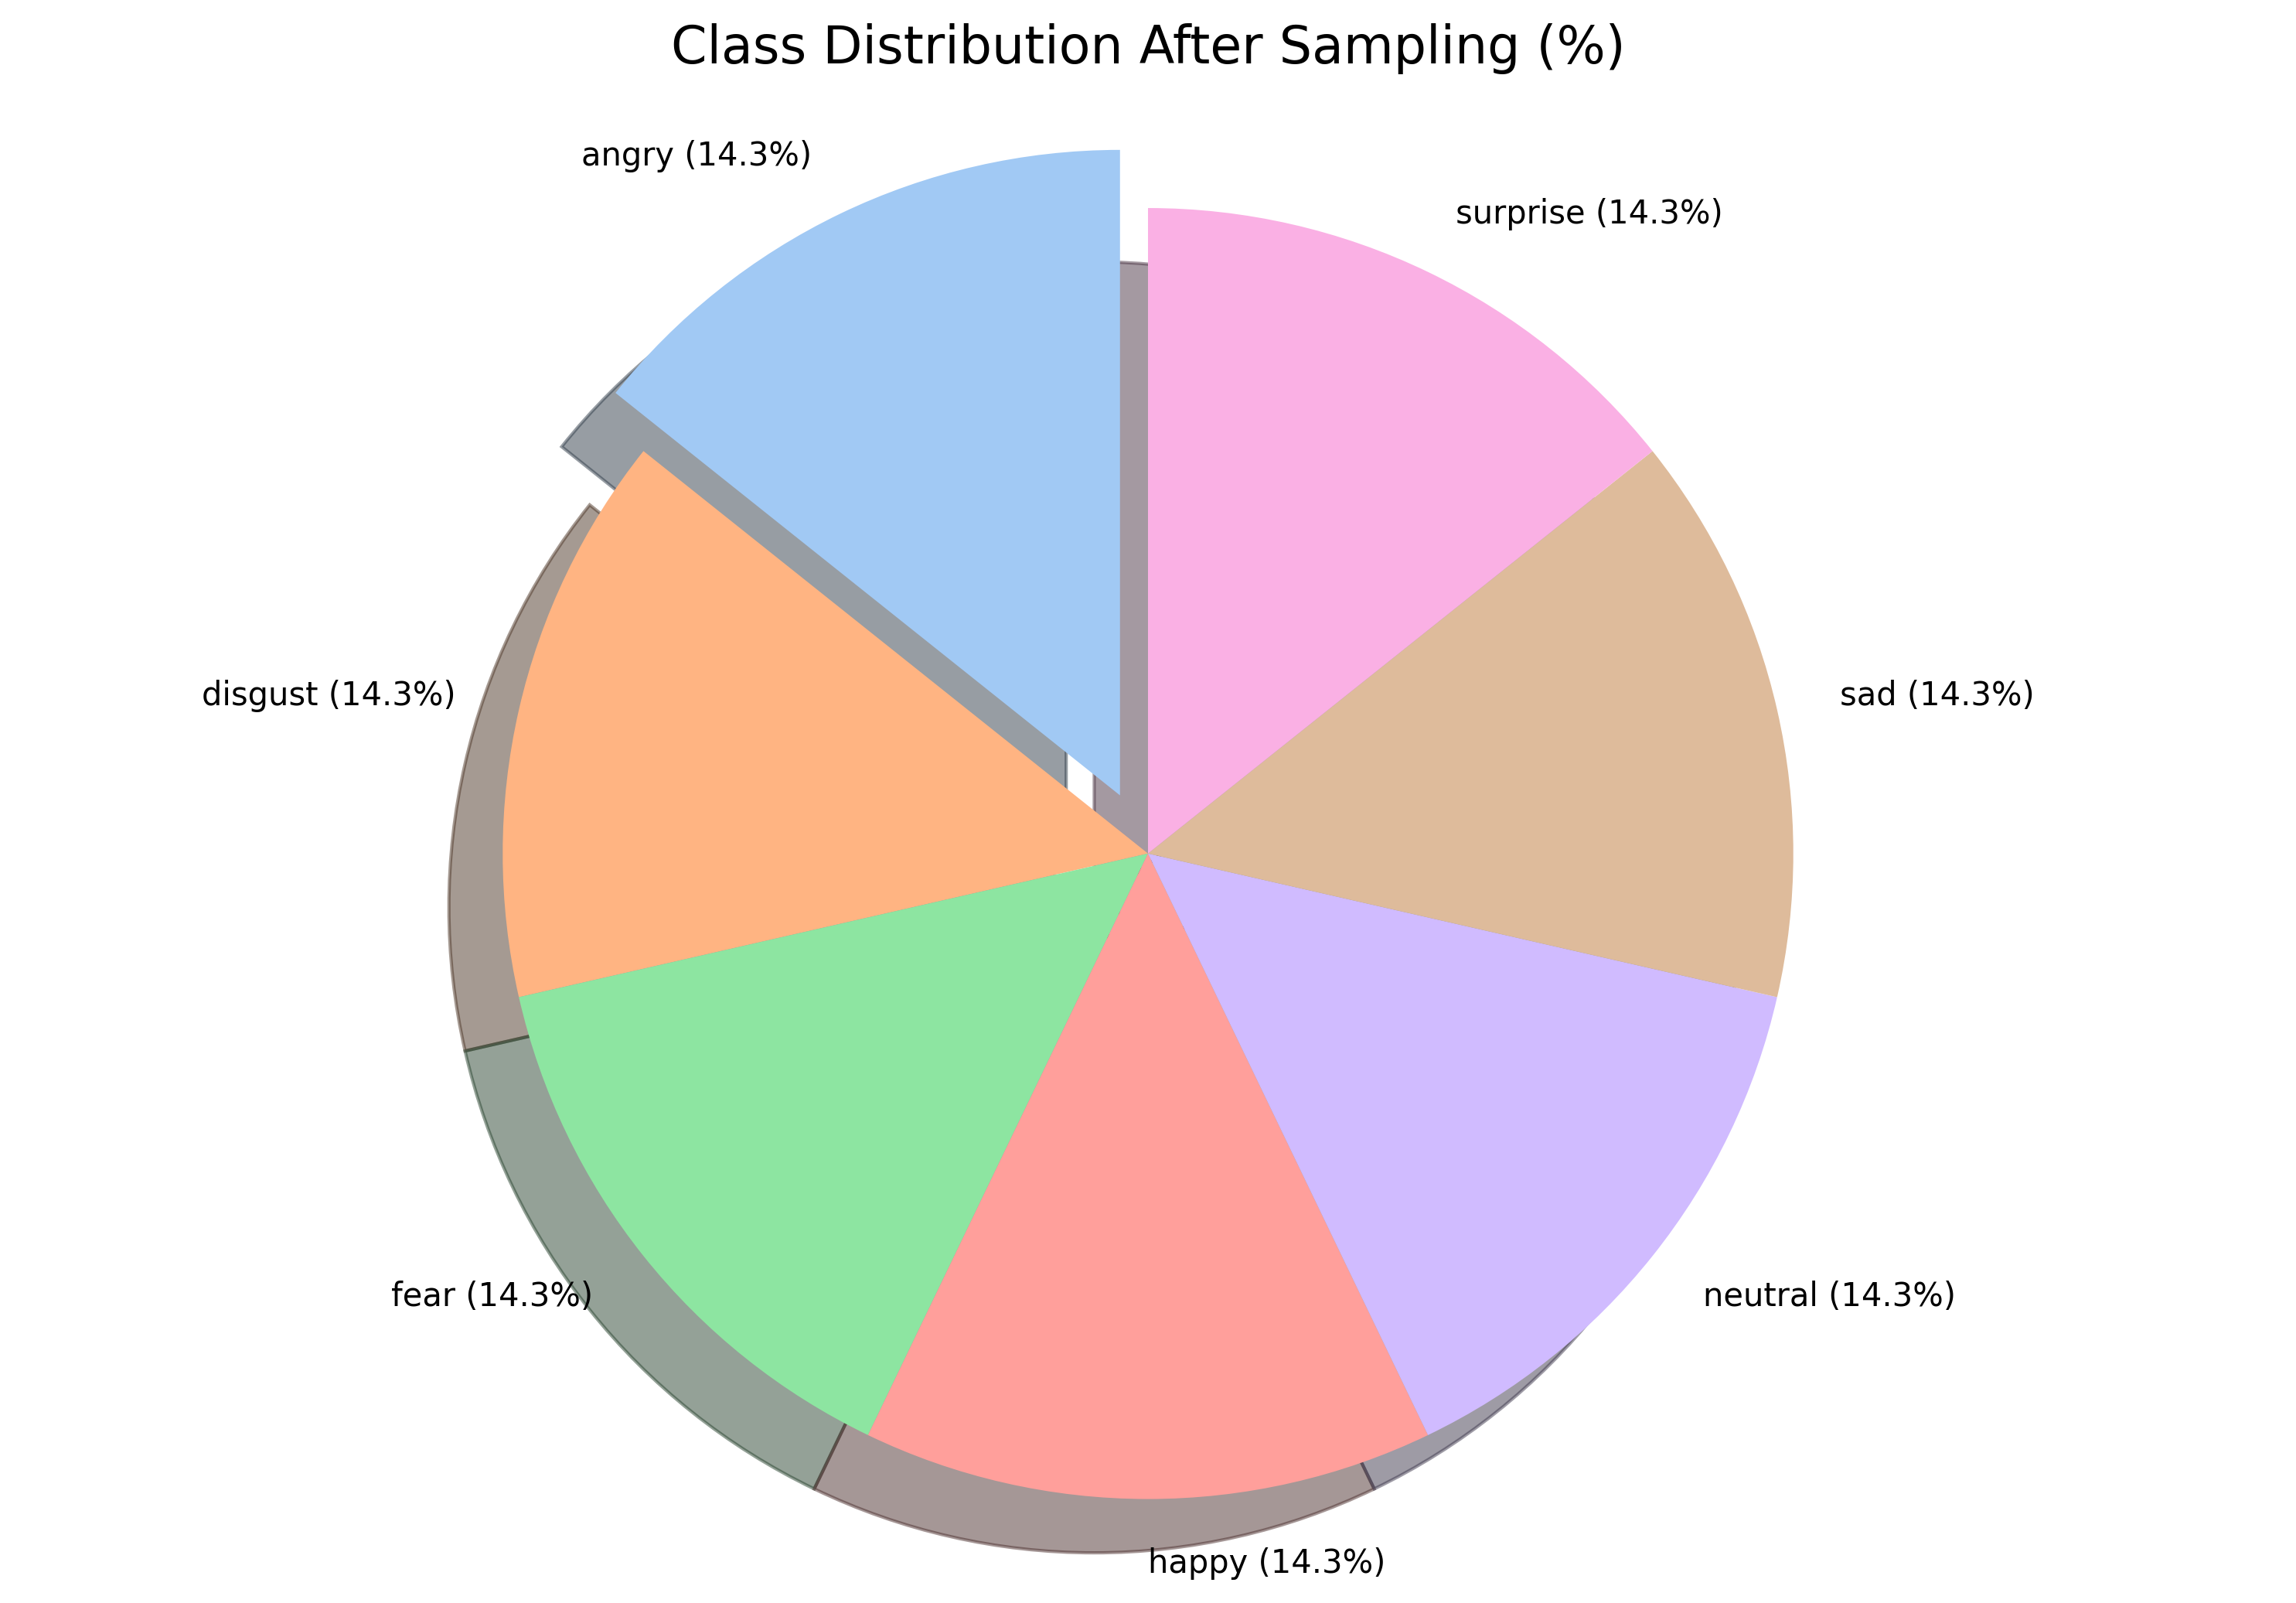 Class Distribution After Sampling (%)
angry (14.3%)
surprise (14.3%)
disgust (14.3%)
sad (14.3%)
fear (14.3%)
neutral (14.3%)
happy (14.3%)